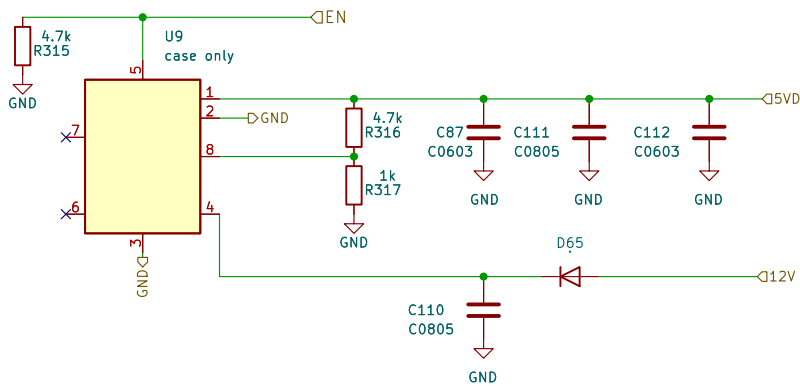 4.7k
R315
GND
EN
U9
case only
5
1
2
GND
7
8
6
4
3
GND
4.7k
R316
1k
R317
GND
C87
C0603
GND
C111
C0805
GND
C112
C0603
GND
5VD
D65
12V
C110
C0805
GND